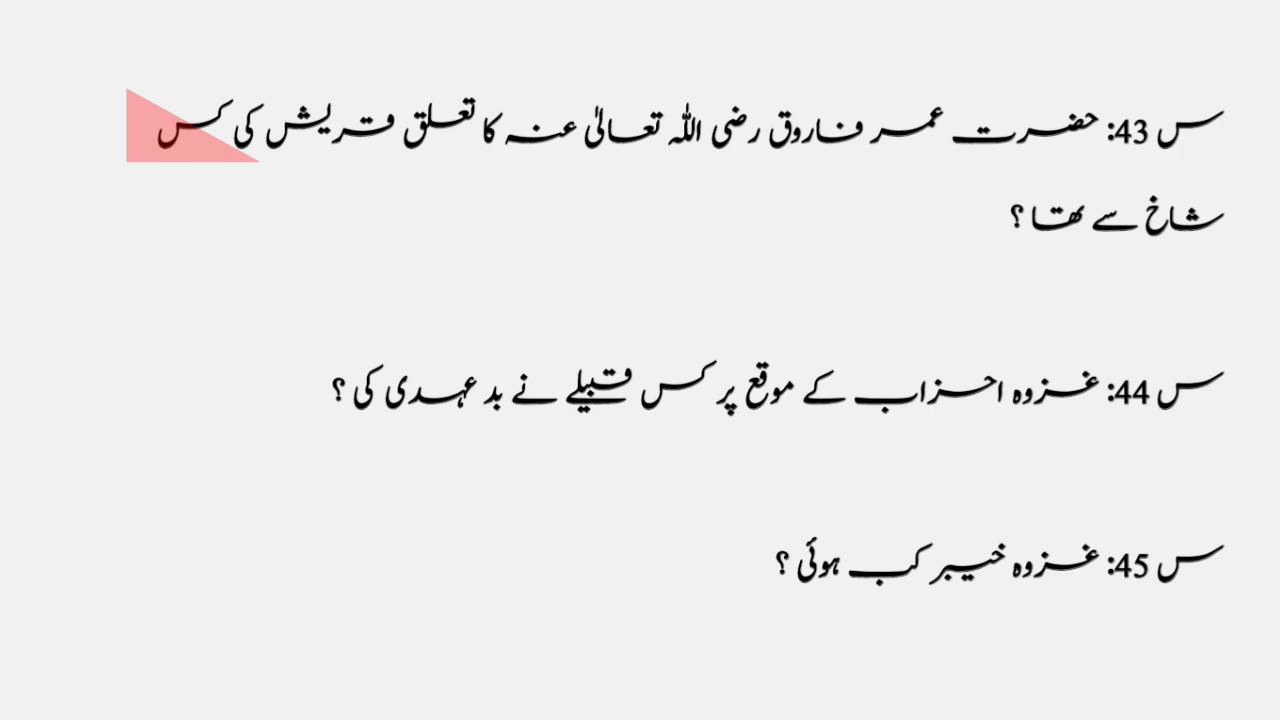 س 43: حضرت عمر فاروق رضی اللہ تعالیٰ عنہ کا تعلق قریش کی کس
شاخ سے تھا ؟
س 44: غزوہ احزاب کے موقع پر کس قبیلے نے بد عہدی کی ؟
س 45: غزوہ خیبر کب ہوئی ؟